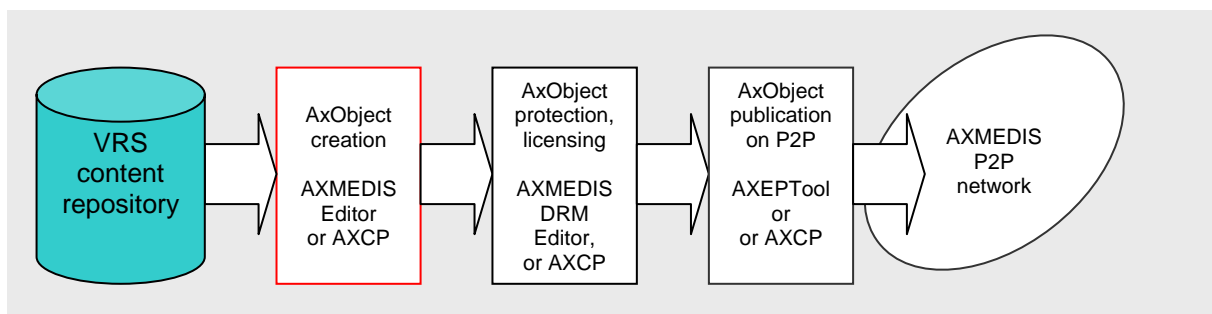 VRS
content
repository
AxObject
creation
AXMEDIS
Editor
or AXCP
AxObject
protection,
licensing
AXMEDIS
DRM
Editor,
or AXCP
AxObject
publication
on P2P
AXEPTool
or
or AXCP
AXMEDIS
P2P
network